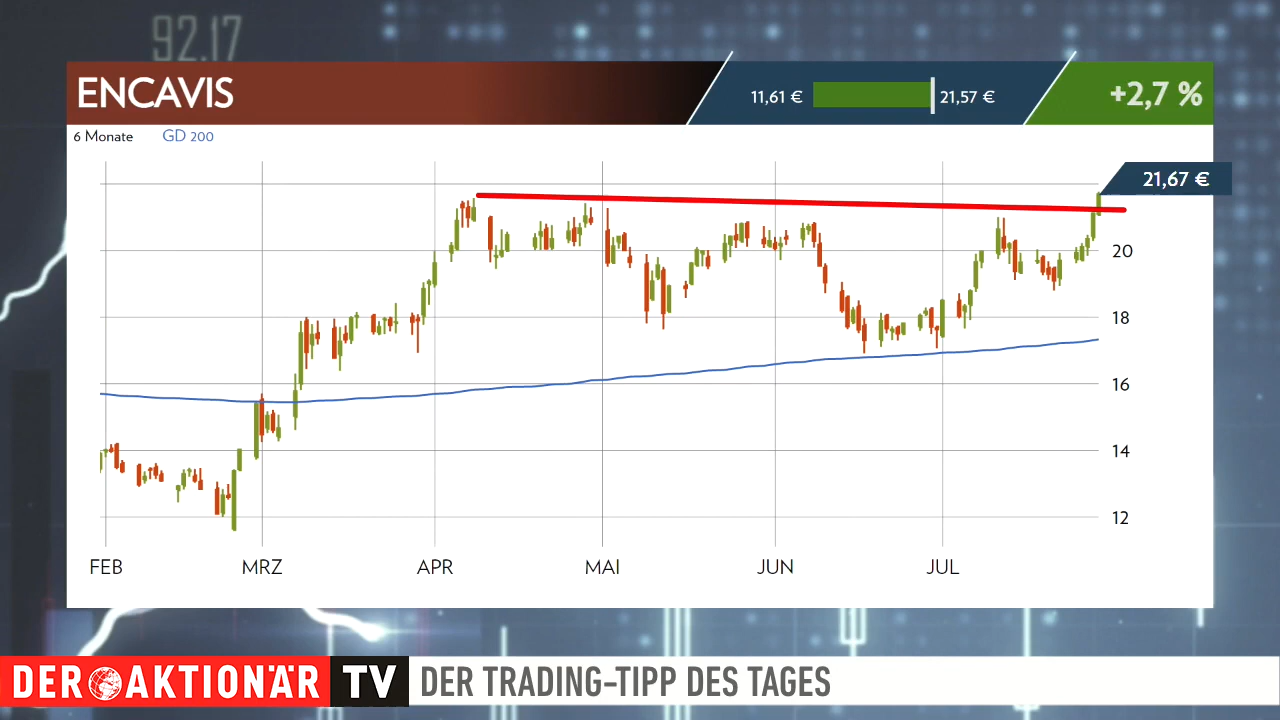 92.17
ENCAVIS
11,61 €
21,57 €
+2,7 %
6 Monate
GD 200
21,67 €
20
18
16
14
12
FEB
MRZ
APR
MAI
JUN
JUL
DER AKTIONÄR TV
DER TRADING-TIPP DES TAGES